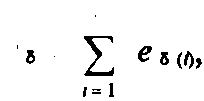 δ ∑ e δ (i),
i = 1